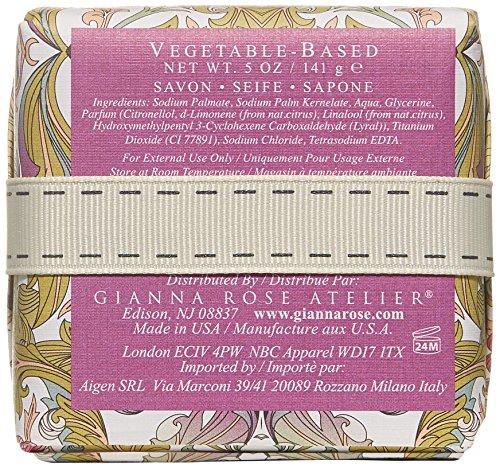 VEGETABLE-BASED
NET WT. 5 OZ / 141 g ℮
SAVON • SEIFE • SAPONE
Ingredients: Sodium Palmate, Sodium Palm Kernelate, Aqua, Glycerine,
Parfum (Citronellol, d-Limonene (from nat.citrus), Linalool (from nat.citrus),
Hydroxymethylpentyl 3-Cyclohexene Carboxaldehyde (Lyral)), Titanium
Dioxide (CI 77891), Sodium Chloride, Tetrasodium EDTA.
For External Use Only / Uniquement Pour Usage Externe
Store at Room Temperature / Magasin à température ambiante
Distributed By / Distribué Par:
GIANNA ROSE ATELIER®
Edison, NJ 08837 www.giannarose.com
Made in USA / Manufacture aux U.S.A.
24M
London ECIV 4PW NBC Apparel WD17 1TX
Imported by / Importè par:
Aigen SRL Via Marconi 39/41 20089 Rozzano Milano Italy